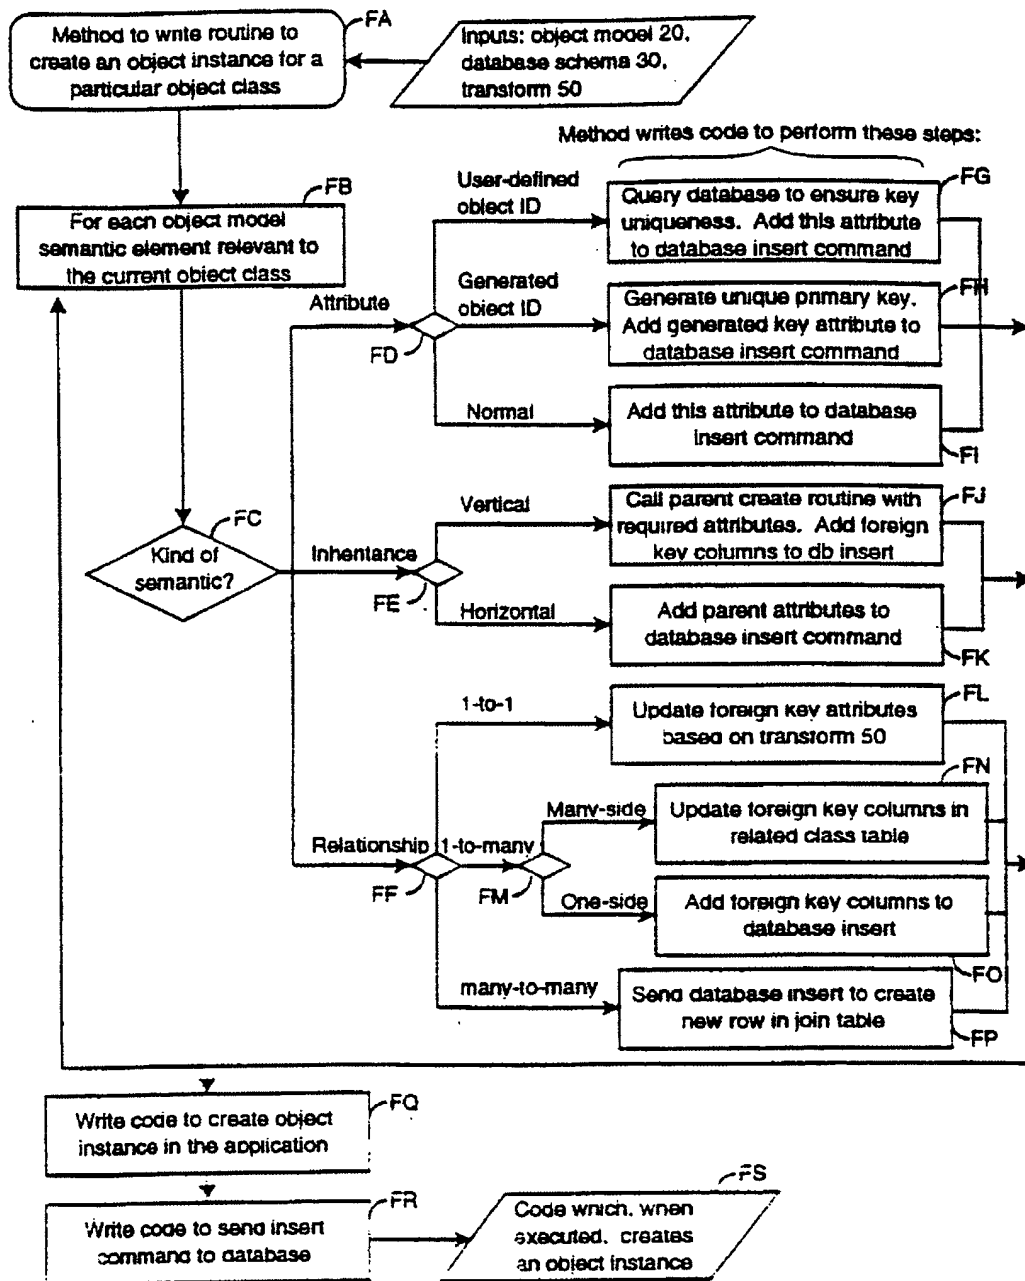 FA
Method to write routine to
create an object instance for a
particular object class
Inputs: object model 20,
database schema 30,
transform 50
Method writes code to perform these steps:
FB
For each object model
semantic element relevant to
the current object class
User-defined
object ID
FG
Query database to ensure key
uniqueness. Add this attribute
to database insert command
Attribute
FD
Generated
object ID
FH
Generate unique primary key.
Add generated key attribute to
database insert command
Normal
Add this attribute to database
insert command
FI
FC
Kind of
semantic?
Inheritance
FE
Vertical
FJ
Call parent create routine with
required attributes. Add foreign
key columns to db insert
Horizontal
Add parent attributes to
database insert command
FK
1-to-1
FL
Update foreign key attributes
based on transform 50
Relationship
FF
1-to-many
FM
Many-side
FN
Update foreign key columns in
related class table
One-side
Add foreign key columns to
database insert
FO
many-to-many
Send database insert to create
new row in join table
FP
FQ
Write code to create object
instance in the application
FR
Write code to send insert
command to database
FS
Code which, when
executed, creates
an object instance